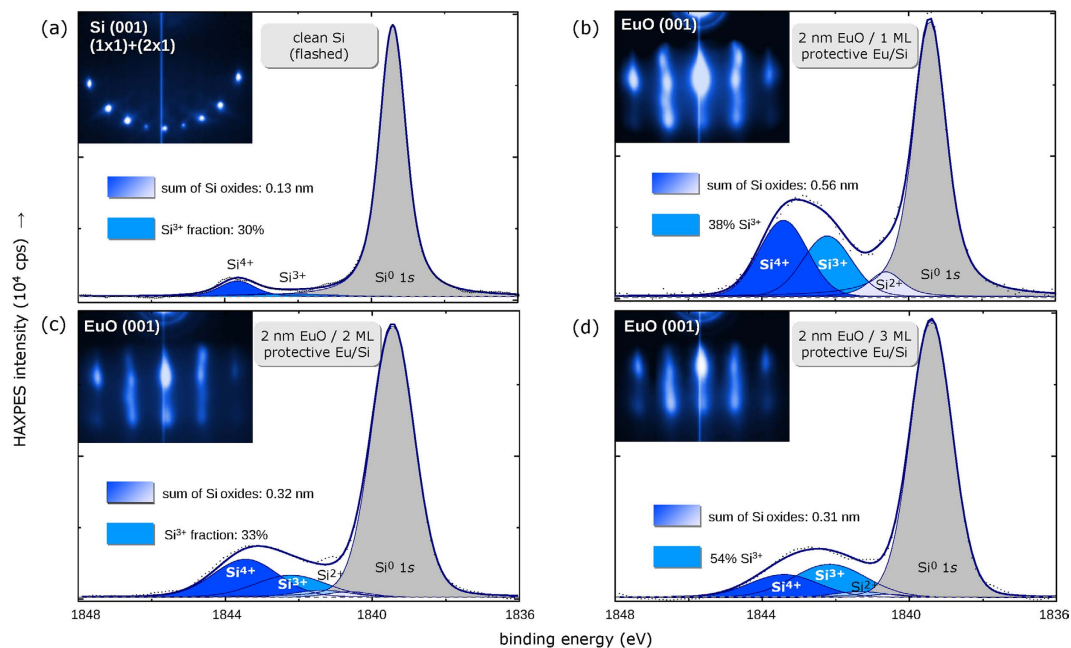 (a)
Si (001)
(1x1)+(2x1)
clean Si
(flashed)
sum of Si oxides: 0.13 nm
Si³⁺ fraction: 30%
Si⁴⁺
Si³⁺
Si⁰ 1s
(b)
EuO (001)
2 nm EuO / 1 ML
protective Eu/Si
sum of Si oxides: 0.56 nm
38% Si³⁺
Si⁴⁺
Si³⁺
Si²⁺
Si⁰ 1s
1836
(c)
EuO (001)
2 nm EuO / 2 ML
protective Eu/Si
sum of Si oxides: 0.32 nm
Si³⁺ fraction: 33%
Si⁴⁺
Si³⁺
Si²⁺
Si⁰ 1s
1848
1844
1840
1836
(d)
EuO (001)
2 nm EuO / 3 ML
protective Eu/Si
sum of Si oxides: 0.31 nm
54% Si³⁺
Si⁴⁺
Si³⁺
Si²⁺
Si⁰ 1s
1848
1844
1840
1836
HAXPES intensity (10⁴ cps) →
binding energy (eV)